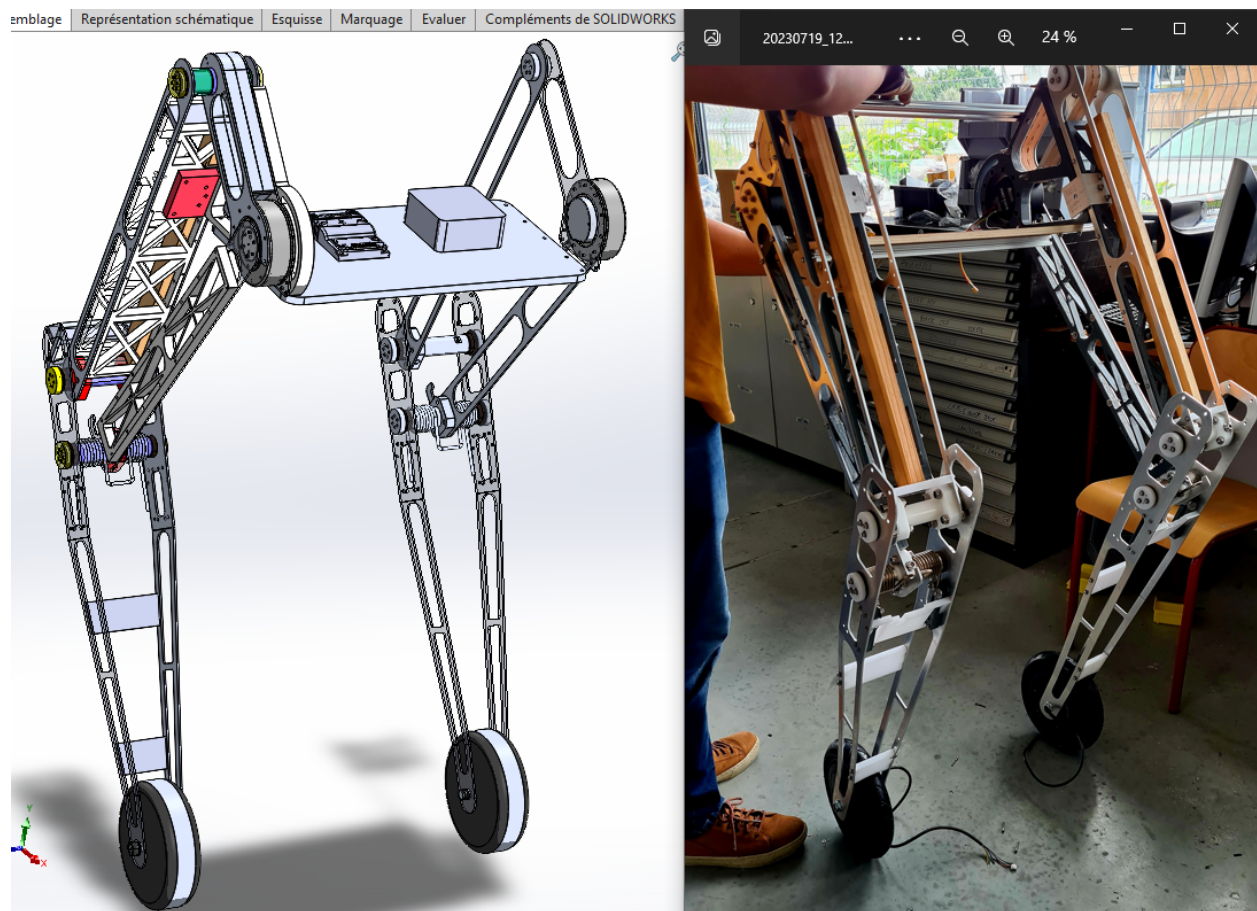 emblage Représentation schématique Esquisse Marquage Evaluer Compléments de SOLIDWORKS
20230719_12... ... 24 %
Y
X